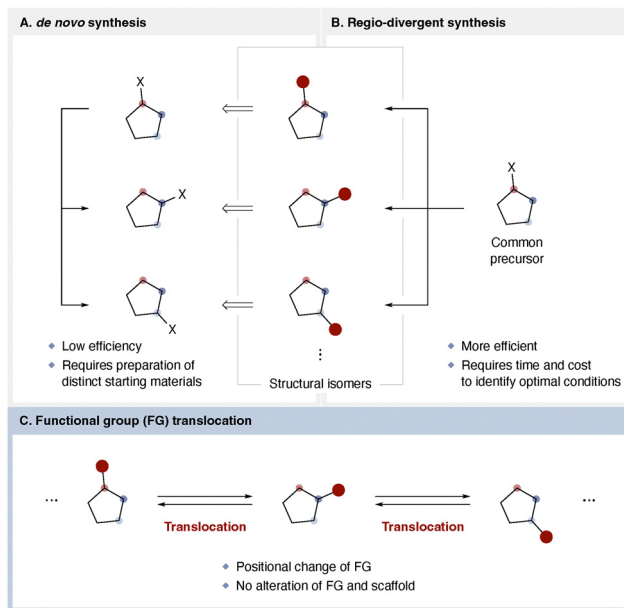 A. de novo synthesis
B. Regio-divergent synthesis
X
X
X
X
Common
precursor
Low efficiency
Requires preparation of
distinct starting materials
⋮
Structural isomers
More efficient
Requires time and cost
to identify optimal conditions
C. Functional group (FG) translocation
...
Translocation
Translocation
...
Positional change of FG
No alteration of FG and scaffold